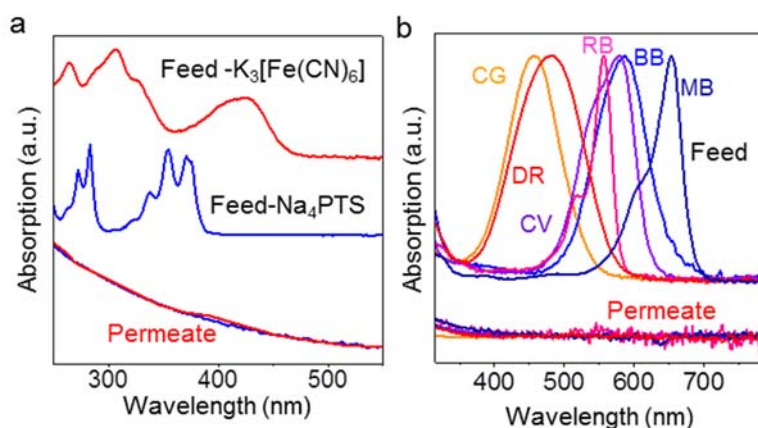 a
Feed -K₃[Fe(CN)₆]
Feed-Na₄PTS
Permeate
Absorption (a.u.)
300 400 500
Wavelength (nm)
b
CG
DR
CV
RB
BB
MB
Feed
Permeate
Absorption (a.u.)
400 500 600 700
Wavelength (nm)